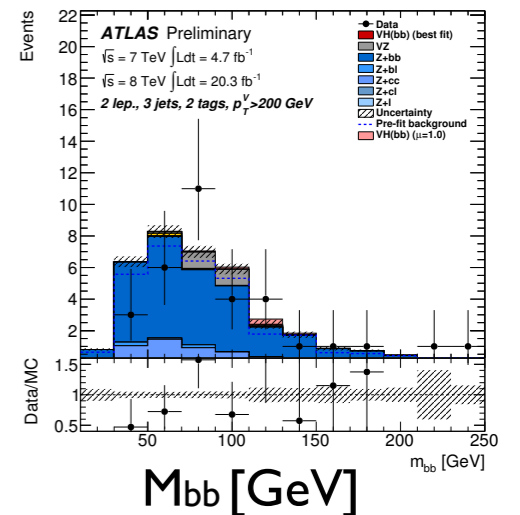 Events
22
20
18
16
14
12
10
8
6
4
2
ATLAS Preliminary
√s = 7 TeV ∫Ldt = 4.7 fb⁻¹
√s = 8 TeV ∫Ldt = 20.3 fb⁻¹
2 lep., 3 jets, 2 tags, p_T^V>200 GeV
Data
VH(bb) (best fit)
VZ
Z+bb
Z+bl
Z+cc
Z+cl
Z+l
Uncertainty
Pre-fit background
VH(bb) (μ=1.0)
Data/MC
1.5
1
0.5
50 100 150 200 250
m_bb [GeV]
Mbb [GeV]